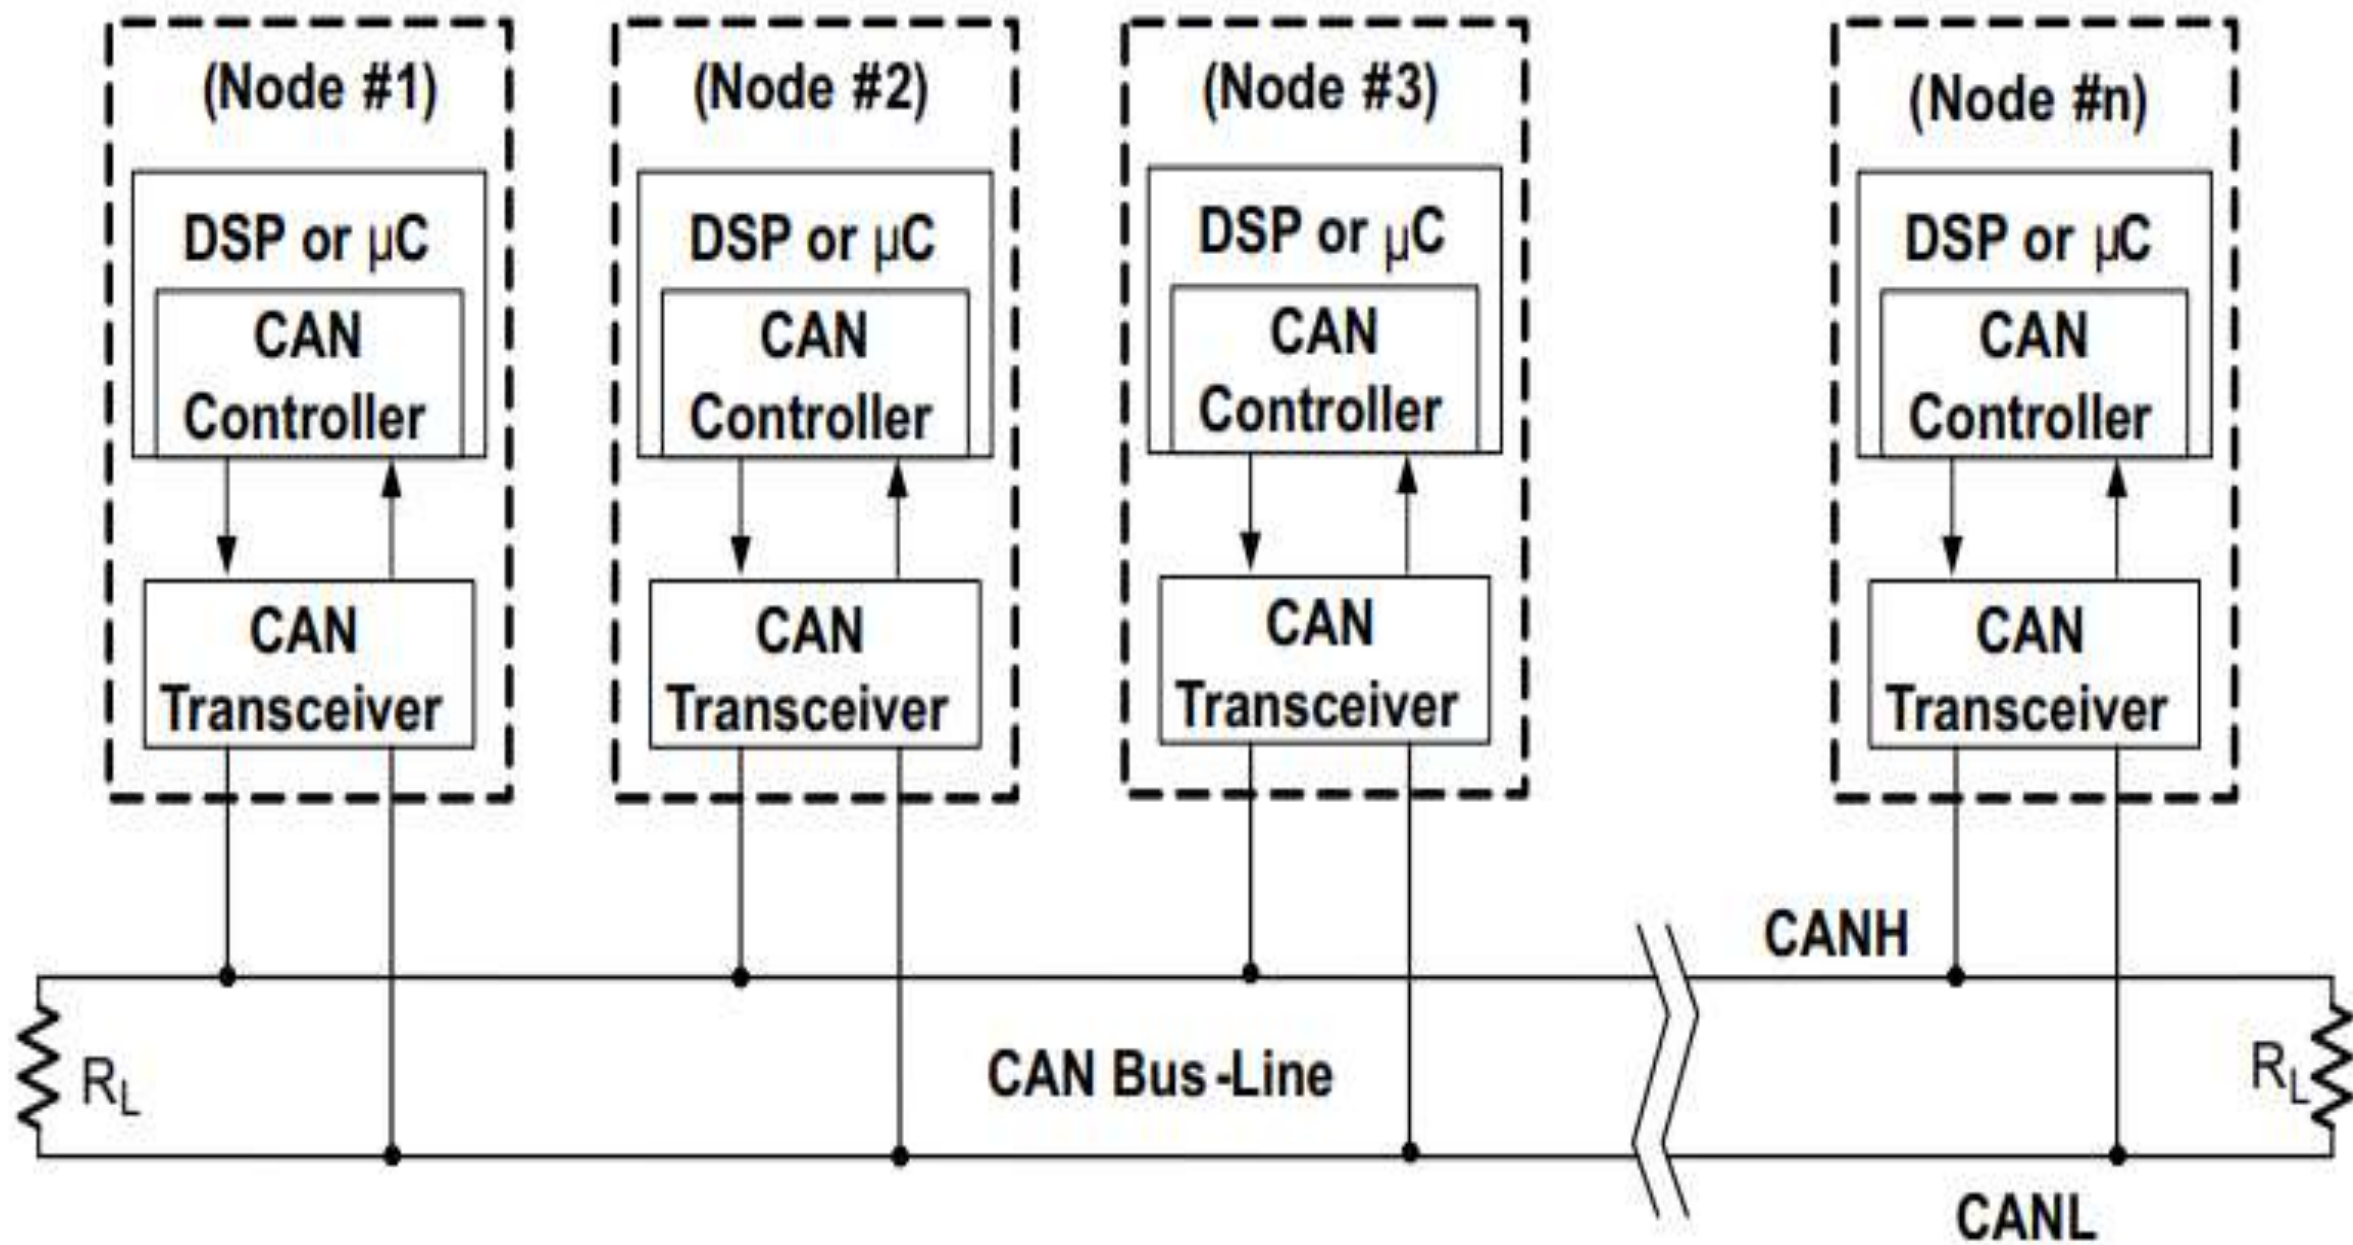 (Node #1)
DSP or µC
CAN
Controller
CAN
Transceiver
(Node #2)
DSP or µC
CAN
Controller
CAN
Transceiver
(Node #3)
DSP or µC
CAN
Controller
CAN
Transceiver
(Node #n)
DSP or µC
CAN
Controller
CAN
Transceiver
CANH
RL
CAN Bus-Line
RL
CANL